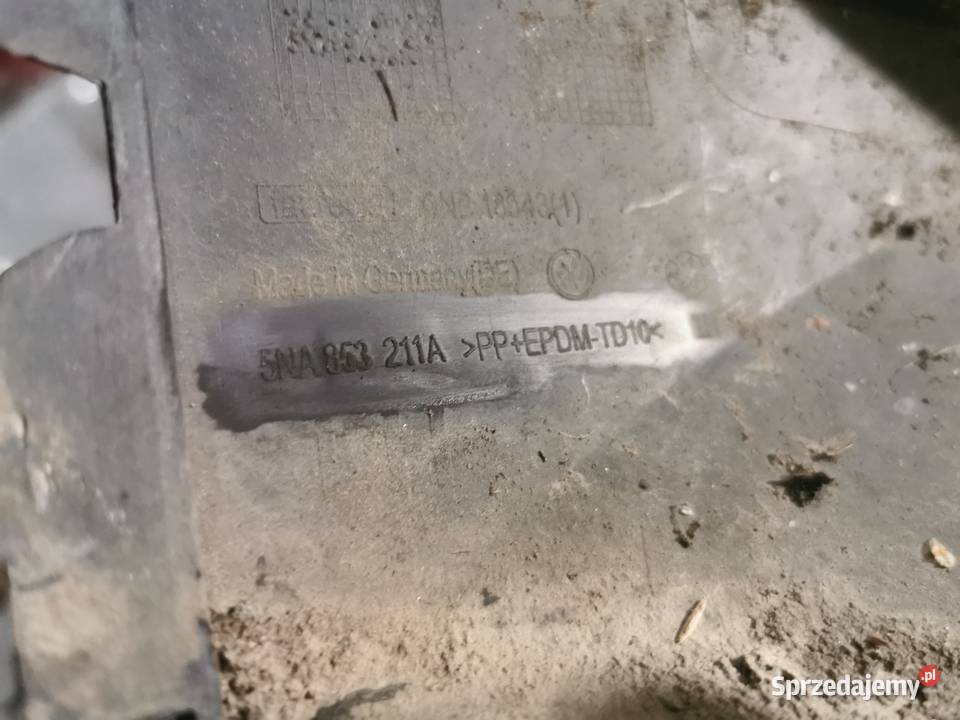 Made in Germany
5NA 853 211A >PP+EPDM-TD10<
Sprzedajemy.pl